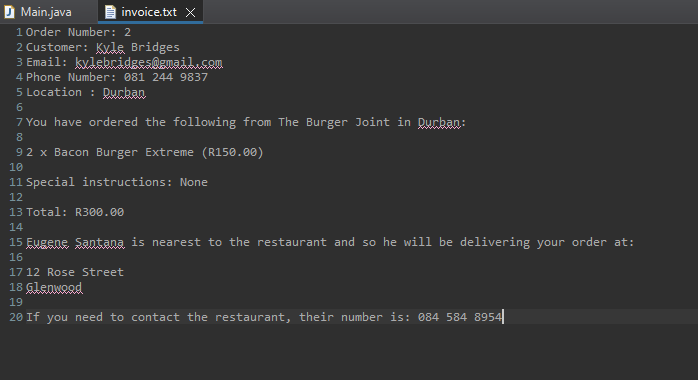 Main.java
invoice.txt
1 Order Number: 2
2 Customer: Kyle Bridges
3 Email: kylebridges@gmail.com
4 Phone Number: 081 244 9837
5 Location : Durban
6
7 You have ordered the following from The Burger Joint in Durban:
8
9 2 x Bacon Burger Extreme (R150.00)
10
11 Special instructions: None
12
13 Total: R300.00
14
15 Eugene Santana is nearest to the restaurant and so he will be delivering your order at:
16
17 12 Rose Street
18 Glenwood
19
20 If you need to contact the restaurant, their number is: 084 584 8954